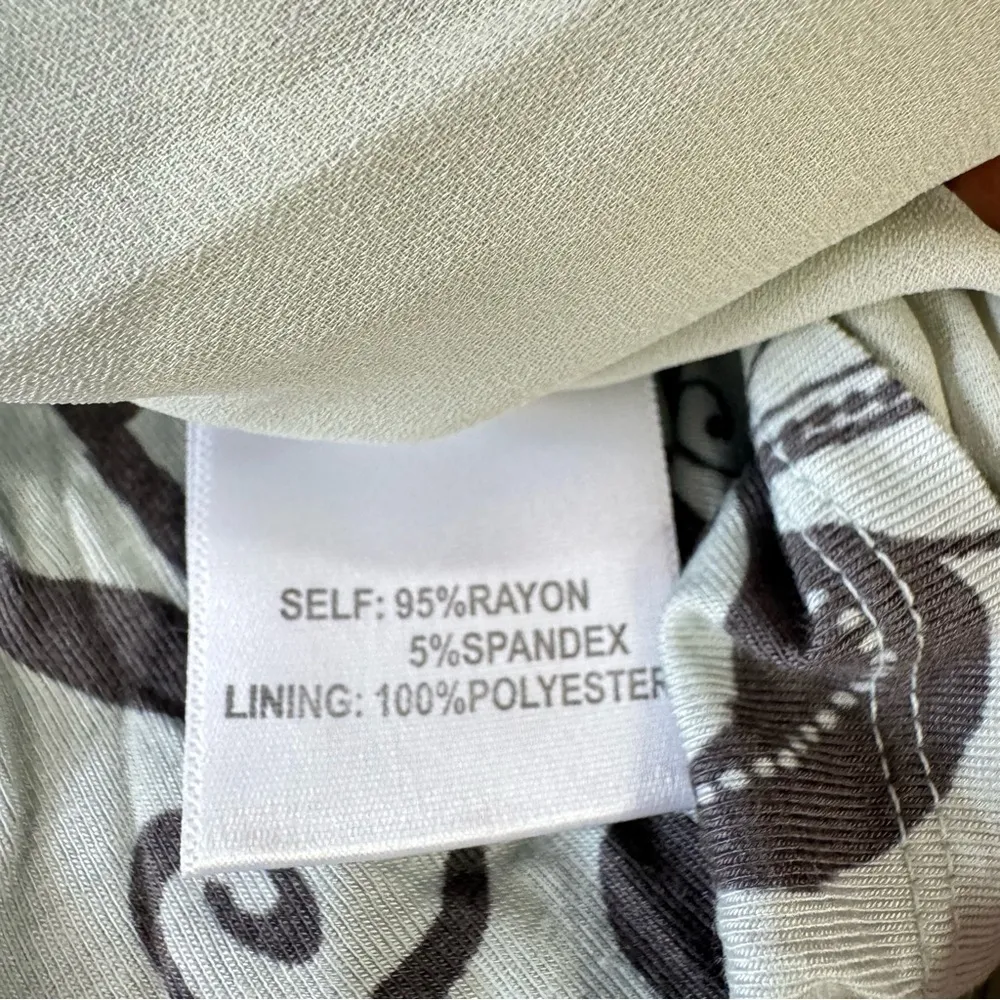 SELF: 95%RAYON
5%SPANDEX
LINING: 100%POLYESTER